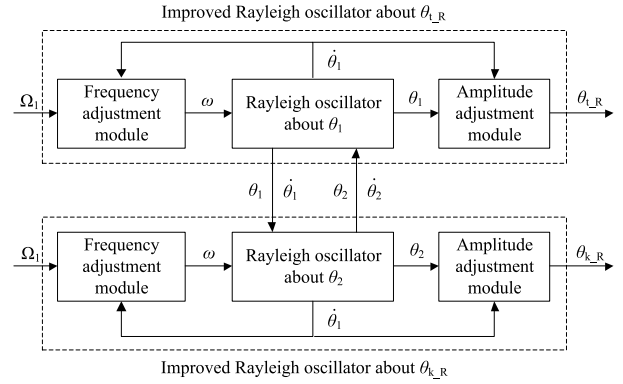 Improved Rayleigh oscillator about θt_R
θ̇1
Ω1
Frequency adjustment module
ω
Rayleigh oscillator about θ1
θ1
Amplitude adjustment module
θt_R
θ1 θ̇1 θ2 θ̇2
Ω1
Frequency adjustment module
ω
Rayleigh oscillator about θ2
θ2
Amplitude adjustment module
θk_R
θ̇1
Improved Rayleigh oscillator about θk_R